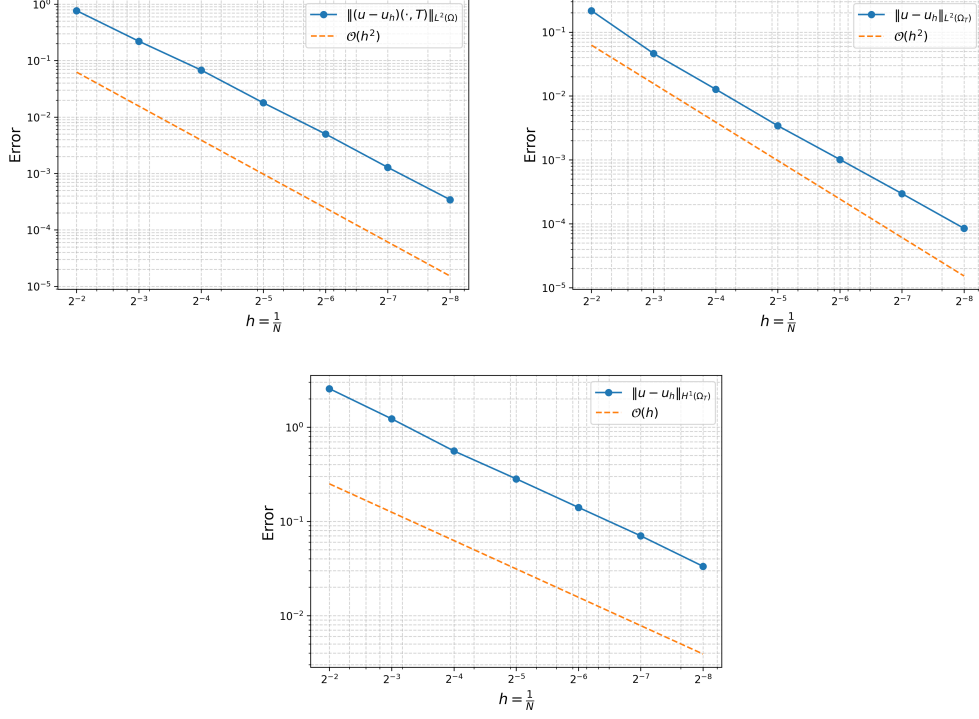 10⁰
10⁻¹
10⁻²
10⁻³
10⁻⁴
10⁻⁵
Error
‖(u − u_h)(·, T)‖_{L²(Ω)}
𝒪(h²)
2⁻² 2⁻³ 2⁻⁴ 2⁻⁵ 2⁻⁶ 2⁻⁷ 2⁻⁸
h = 1/N
10⁻¹
10⁻²
10⁻³
10⁻⁴
10⁻⁵
Error
‖u − u_h‖_{L²(Ω_T)}
𝒪(h²)
2⁻² 2⁻³ 2⁻⁴ 2⁻⁵ 2⁻⁶ 2⁻⁷ 2⁻⁸
h = 1/N
10⁰
10⁻¹
10⁻²
Error
‖u − u_h‖_{H¹(Ω_T)}
𝒪(h)
2⁻² 2⁻³ 2⁻⁴ 2⁻⁵ 2⁻⁶ 2⁻⁷ 2⁻⁸
h = 1/N